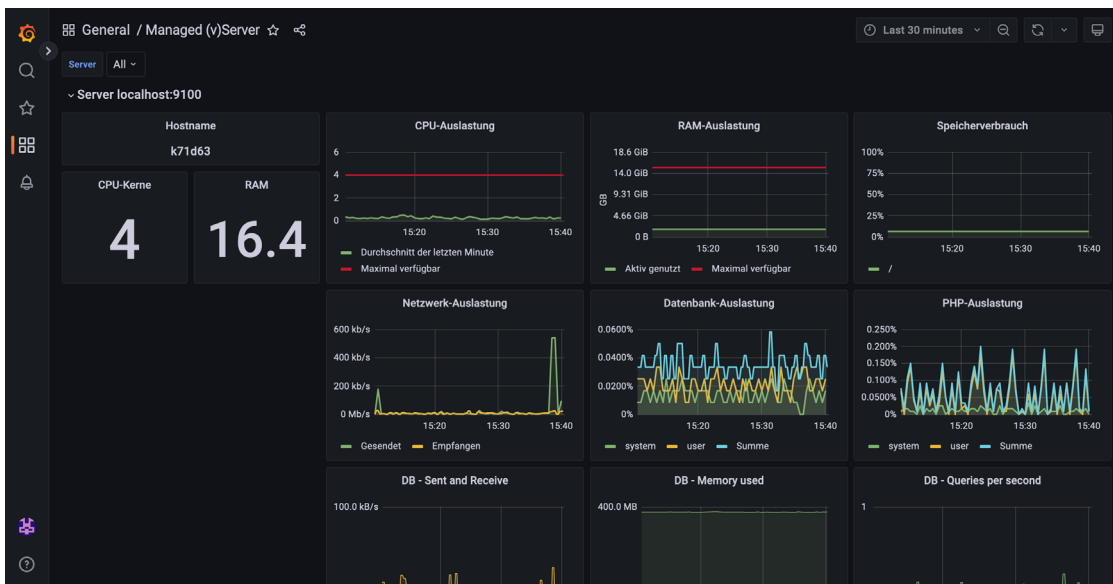 General / Managed (v)Server
Last 30 minutes
Server All
Server localhost:9100
Hostname
k71d63
CPU-Kerne
4
RAM
16.4
CPU-Auslastung
6
4
2
0
15:20 15:30 15:40
Durchschnitt der letzten Minute
Maximal verfügbar
RAM-Auslastung
GB
18.6 GiB
14.0 GiB
9.31 GiB
4.66 GiB
0 B
15:20 15:30 15:40
Aktiv genutzt Maximal verfügbar
Speicherverbrauch
100%
75%
50%
25%
0%
15:20 15:30 15:40
/
Netzwerk-Auslastung
600 kb/s
400 kb/s
200 kb/s
0 Mb/s
15:20 15:30 15:40
Gesendet Empfangen
Datenbank-Auslastung
0.0600%
0.0400%
0.0200%
0%
15:20 15:30 15:40
system user Summe
PHP-Auslastung
0.250%
0.200%
0.150%
0.100%
0.0500%
0%
15:20 15:30 15:40
system user Summe
DB - Sent and Receive
100.0 kB/s
DB - Memory used
400.0 MB
DB - Queries per second
1